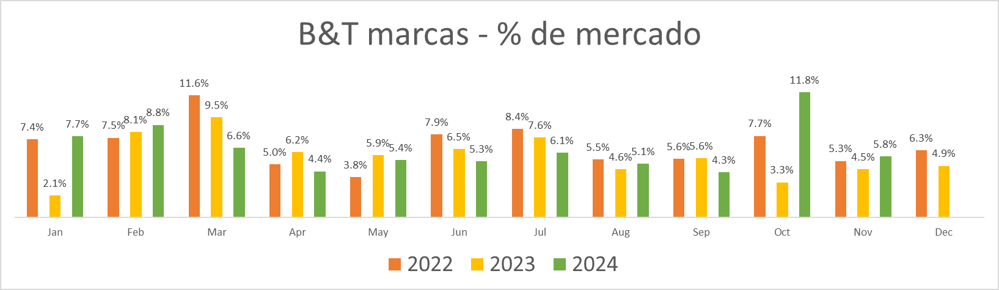 B&T marcas - % de mercado
7.4% 2.1% 7.7%
7.5% 8.1% 8.8%
11.6% 9.5% 6.6%
5.0% 6.2% 4.4%
3.8% 5.9% 5.4%
7.9% 6.5% 5.3%
8.4% 7.6% 6.1%
5.5% 4.6% 5.1%
5.6% 5.6% 4.3%
7.7% 3.3% 11.8%
5.3% 4.5% 5.8%
6.3% 4.9%
Jan Feb Mar Apr May Jun Jul Aug Sep Oct Nov Dec
2022 2023 2024